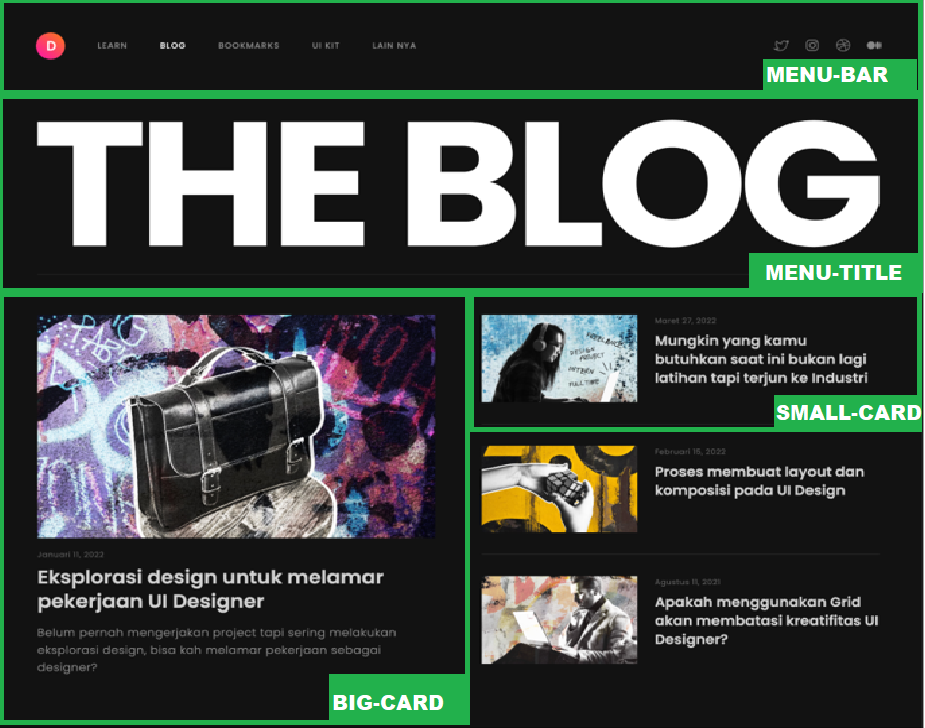 D
LEARN BLOG BOOKMARKS UI KIT LAIN NYA
MENU-BAR
THE BLOG
MENU-TITLE
Januari 11, 2022
Eksplorasi design untuk melamar
pekerjaan UI Designer
Belum pernah mengerjakan project tapi sering melakukan
eksplorasi design, bisa kah melamar pekerjaan sebagai
designer?
BIG-CARD
Maret 27, 2022
Mungkin yang kamu
butuhkan saat ini bukan lagi
latihan tapi terjun ke Industri
SMALL-CARD
Februari 15, 2022
Proses membuat layout dan
komposisi pada UI Design
Agustus 11, 2021
Apakah menggunakan Grid
akan membatasi kreatifitas UI
Designer?